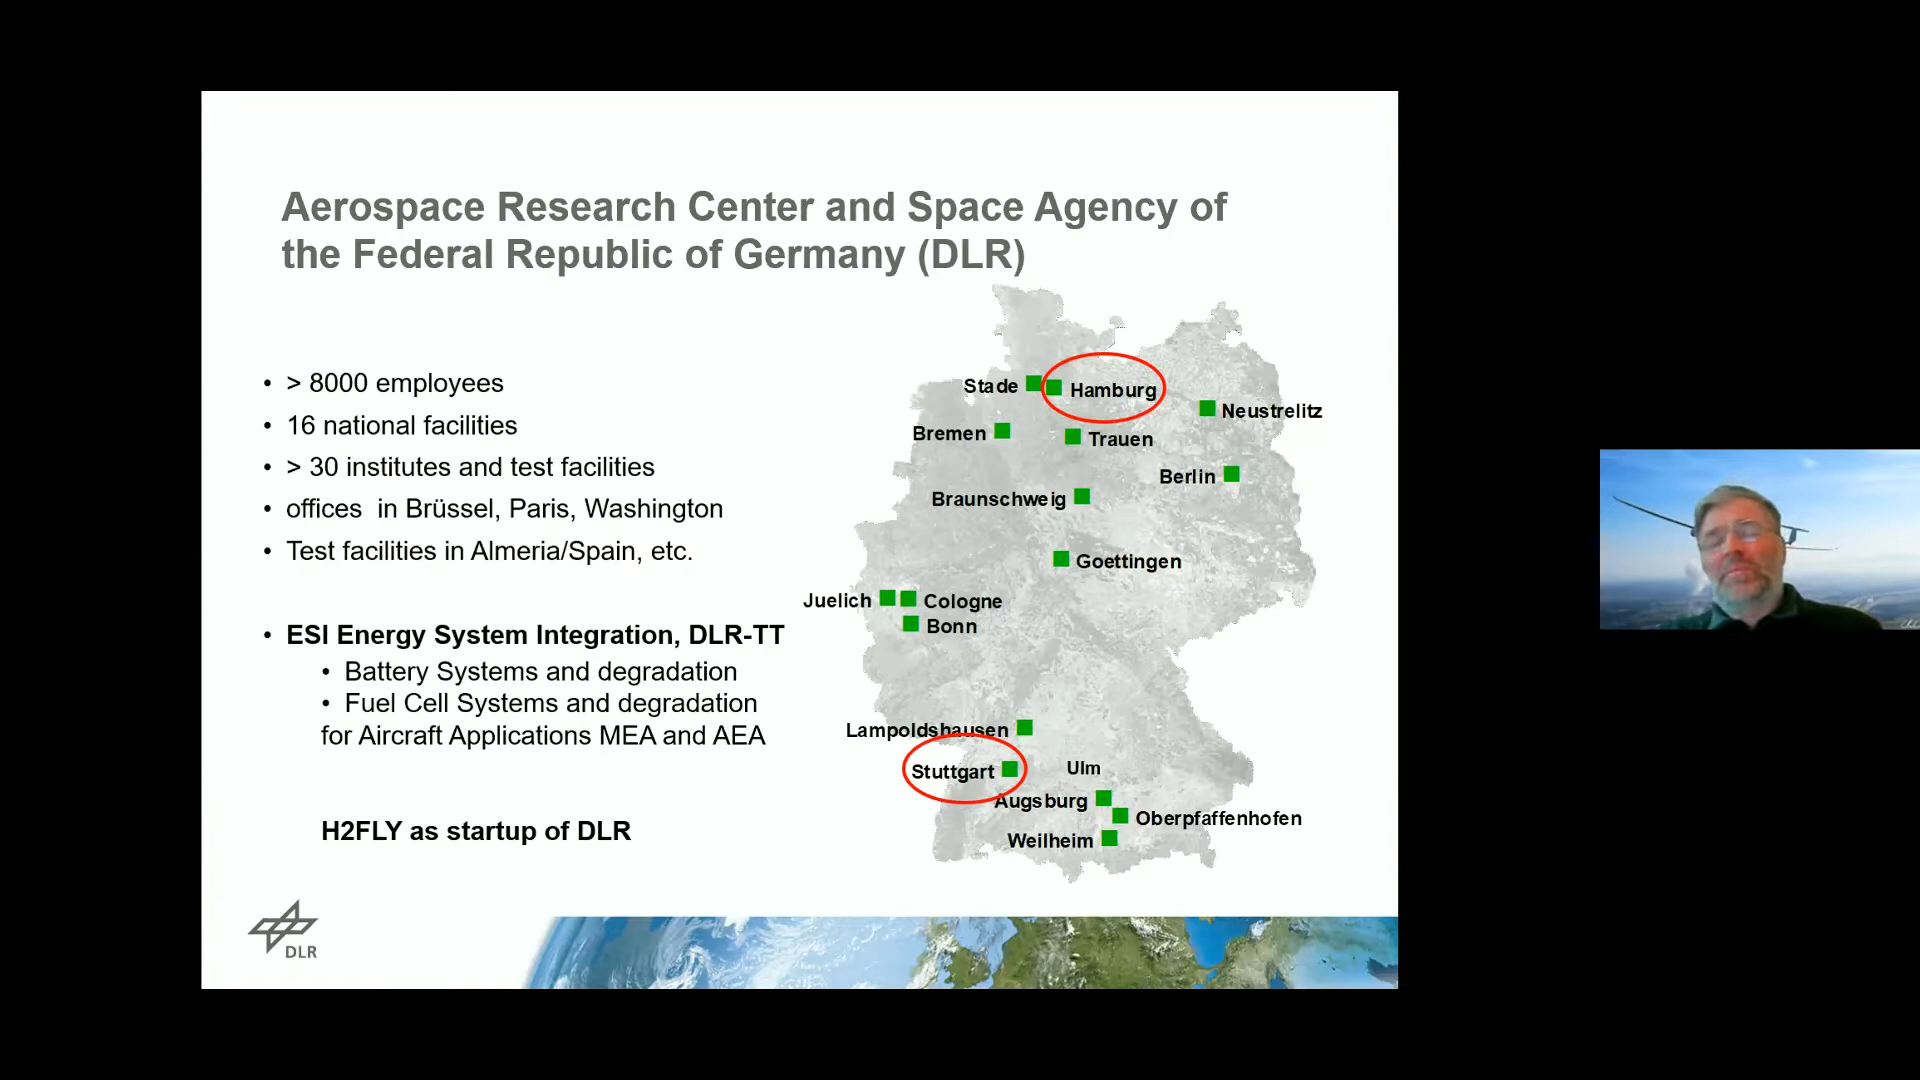 Aerospace Research Center and Space Agency of
the Federal Republic of Germany (DLR)
• > 8000 employees
• 16 national facilities
• > 30 institutes and test facilities
• offices in Brüssel, Paris, Washington
• Test facilities in Almeria/Spain, etc.
• ESI Energy System Integration, DLR-TT
• Battery Systems and degradation
• Fuel Cell Systems and degradation
for Aircraft Applications MEA and AEA
H2FLY as startup of DLR
Stade
Hamburg
Neustrelitz
Bremen
Trauen
Berlin
Braunschweig
Goettingen
Juelich
Cologne
Bonn
Lampoldshausen
Stuttgart
Ulm
Augsburg
Oberpfaffenhofen
Weilheim
DLR